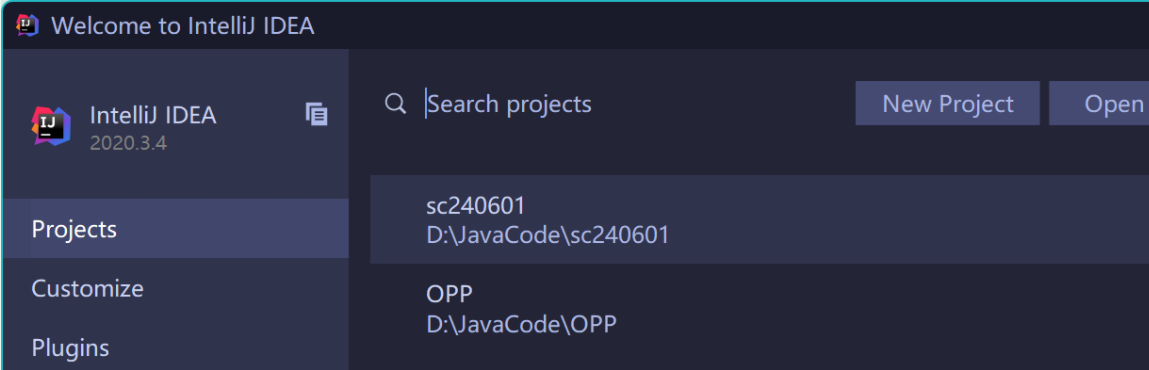 Welcome to IntelliJ IDEA
IntelliJ IDEA
2020.3.4
Search projects
New Project
Open
Projects
Customize
Plugins
sc240601
D:\JavaCode\sc240601
OPP
D:\JavaCode\OPP